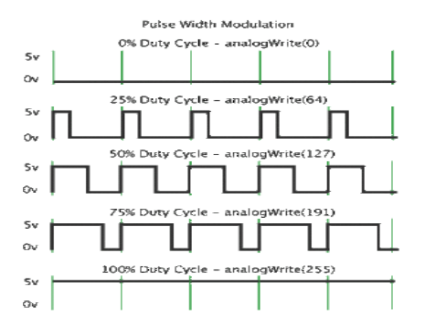 Pulse Width Modulation
0% Duty Cycle – analogWrite(0)
5v
0v
25% Duty Cycle – analogWrite(64)
5v
0v
50% Duty Cycle – analogWrite(127)
5v
0v
75% Duty Cycle – analogWrite(191)
5v
0v
100% Duty Cycle – analogWrite(255)
5v
0v